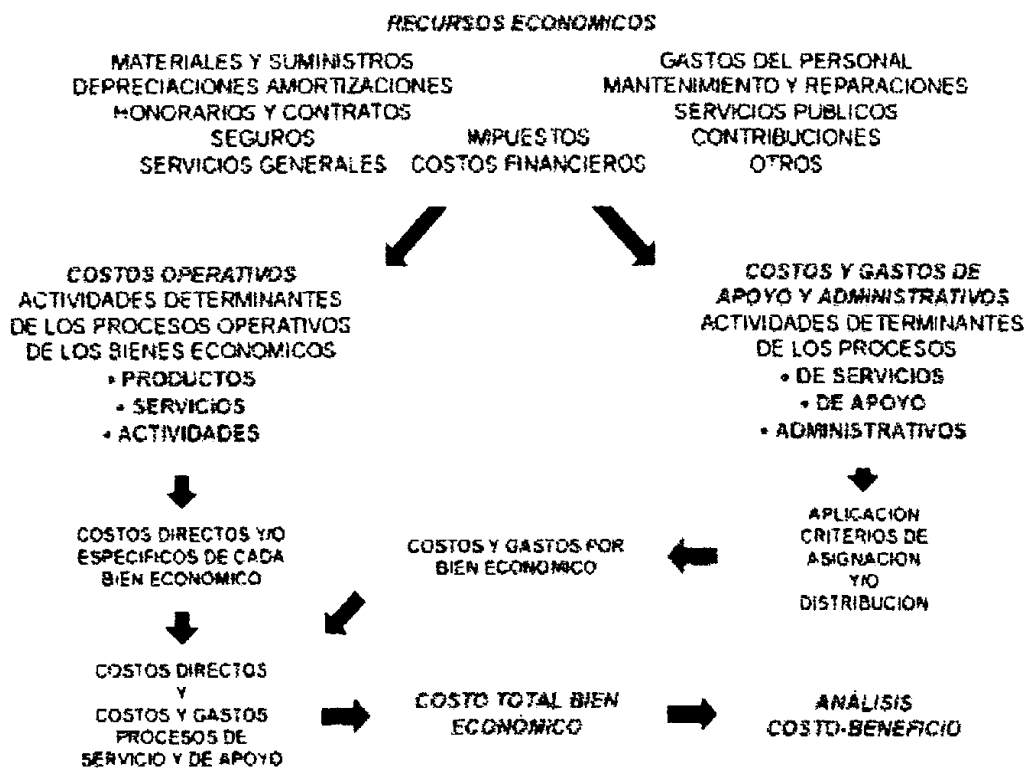 RECURSOS ECONOMICOS
MATERIALES Y SUMINISTROS
DEPRECIACIONES AMORTIZACIONES
HONORARIOS Y CONTRATOS
SEGUROS
SERVICIOS GENERALES
IMPUESTOS
COSTOS FINANCIEROS
GASTOS DEL PERSONAL
MANTENIMIENTO Y REPARACIONES
SERVICIOS PUBLICOS
CONTRIBUCIONES
OTROS
COSTOS OPERATIVOS
ACTIVIDADES DETERMINANTES
DE LOS PROCESOS OPERATIVOS
DE LOS BIENES ECONOMICOS
• PRODUCTOS
• SERVICIOS
• ACTIVIDADES
COSTOS Y GASTOS DE
APOYO Y ADMINISTRATIVOS
ACTIVIDADES DETERMINANTES
DE LOS PROCESOS
• DE SERVICIOS
• DE APOYO
• ADMINISTRATIVOS
COSTOS DIRECTOS Y/O
ESPECIFICOS DE CADA
BIEN ECONÓMICO
COSTOS Y GASTOS POR
BIEN ECONOMICO
APLICACION
CRITERIOS DE
ASIGNACION
Y/O
DISTRIBUCION
COSTOS DIRECTOS
Y
COSTOS Y GASTOS
PROCESOS DE
SERVICIO Y DE APOYO
COSTO TOTAL BIEN
ECONÓMICO
ANÁLISIS
COSTO-BENEFICIO